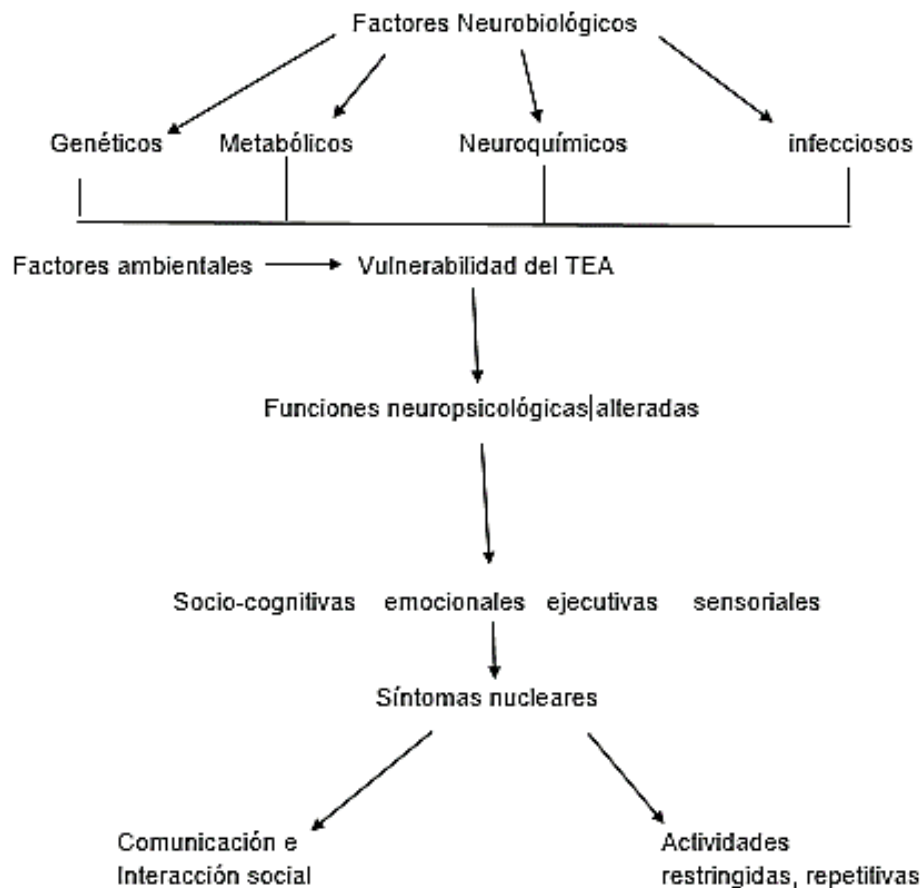 Factores Neurobiológicos
Genéticos Metabólicos Neuroquímicos infecciosos
Factores ambientales Vulnerabilidad del TEA
Funciones neuropsicológicas alteradas
Socio-cognitivas emocionales ejecutivas sensoriales
Síntomas nucleares
Comunicación e
Interacción social
Actividades
restringidas, repetitivas